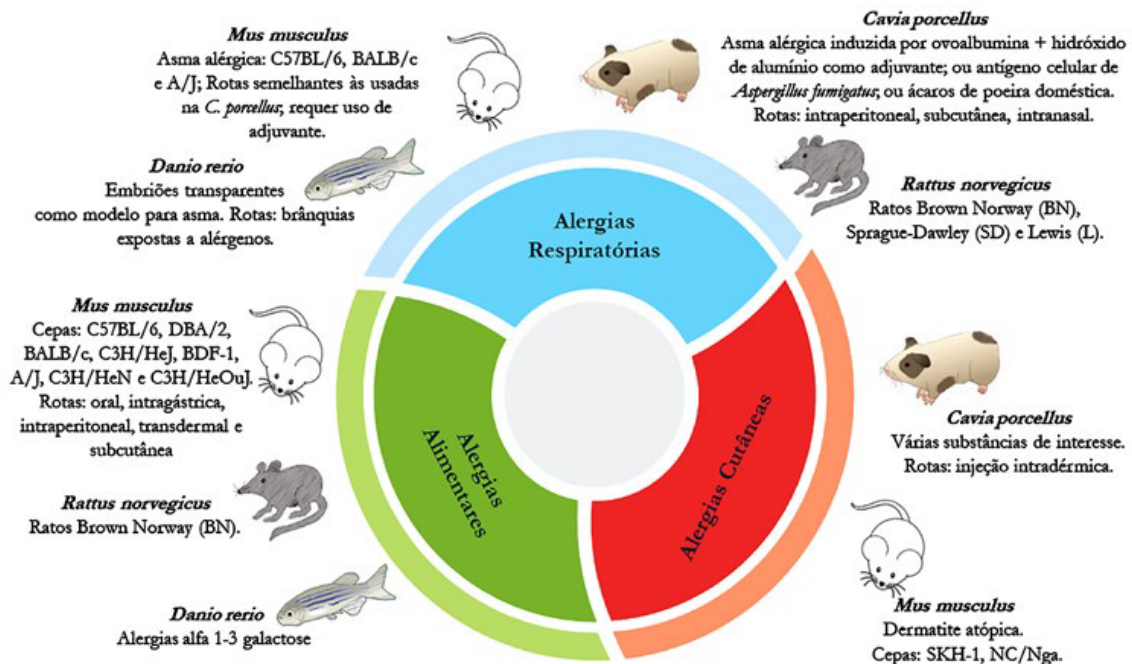 Mus musculus
Asma alérgica: C57BL/6, BALB/c
e A/J; Rotas semelhantes às usadas
na C. porcellus, requer uso de
adjuvante.
Cavia porcellus
Asma alérgica induzida por ovoalbumina + hidróxido
de alumínio como adjuvante; ou antígeno celular de
Aspergillus fumigatus; ou ácaros de poeira doméstica.
Rotas: intraperitoneal, subcutânea, intranasal.
Danio rerio
Embriões transparentes
como modelo para asma. Rotas: brânquias
expostas a alérgenos.
Rattus norvegicus
Ratos Brown Norway (BN),
Sprague-Dawley (SD) e Lewis (L).
Alergias
Respiratórias
Mus musculus
Cepas: C57BL/6, DBA/2,
BALB/c, C3H/HeJ, BDF-1,
A/J, C3H/HeN e C3H/HeOuJ.
Rotas: oral, intragástrica,
intraperitoneal, transdermal e
subcutânea
Alergias
Alimentares
Alergias Cutâneas
Cavia porcellus
Várias substâncias de interesse.
Rotas: injeção intradérmica.
Rattus norvegicus
Ratos Brown Norway (BN).
Danio rerio
Alergias alfa 1-3 galactose
Mus musculus
Dermatite atópica.
Cepas: SKH-1, NC/Nga.